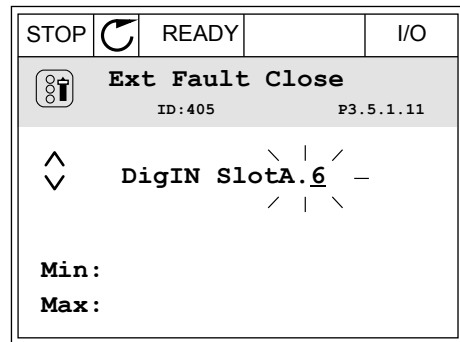 STOP READY I/O
Ext Fault Close
ID:405 P3.5.1.11
DigIN SlotA.6
Min:
Max: